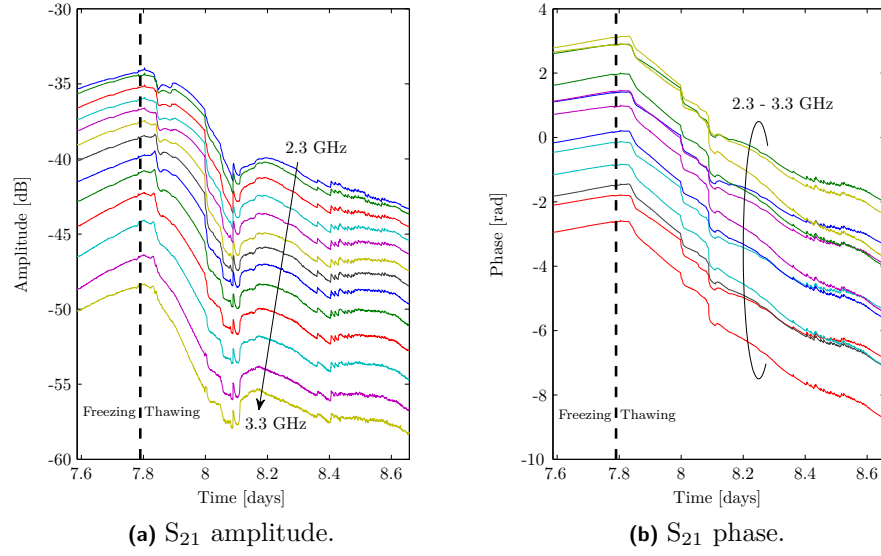 -30
-35
-40
-45
-50
-55
-60
Amplitude [dB]
2.3 GHz
3.3 GHz
Freezing
Thawing
7.6 7.8 8 8.2 8.4 8.6
Time [days]
(a) S21 amplitude.
4
2
0
-2
-4
-6
-8
-10
Phase [rad]
2.3 - 3.3 GHz
Freezing
Thawing
7.6 7.8 8 8.2 8.4 8.6
Time [days]
(b) S21 phase.